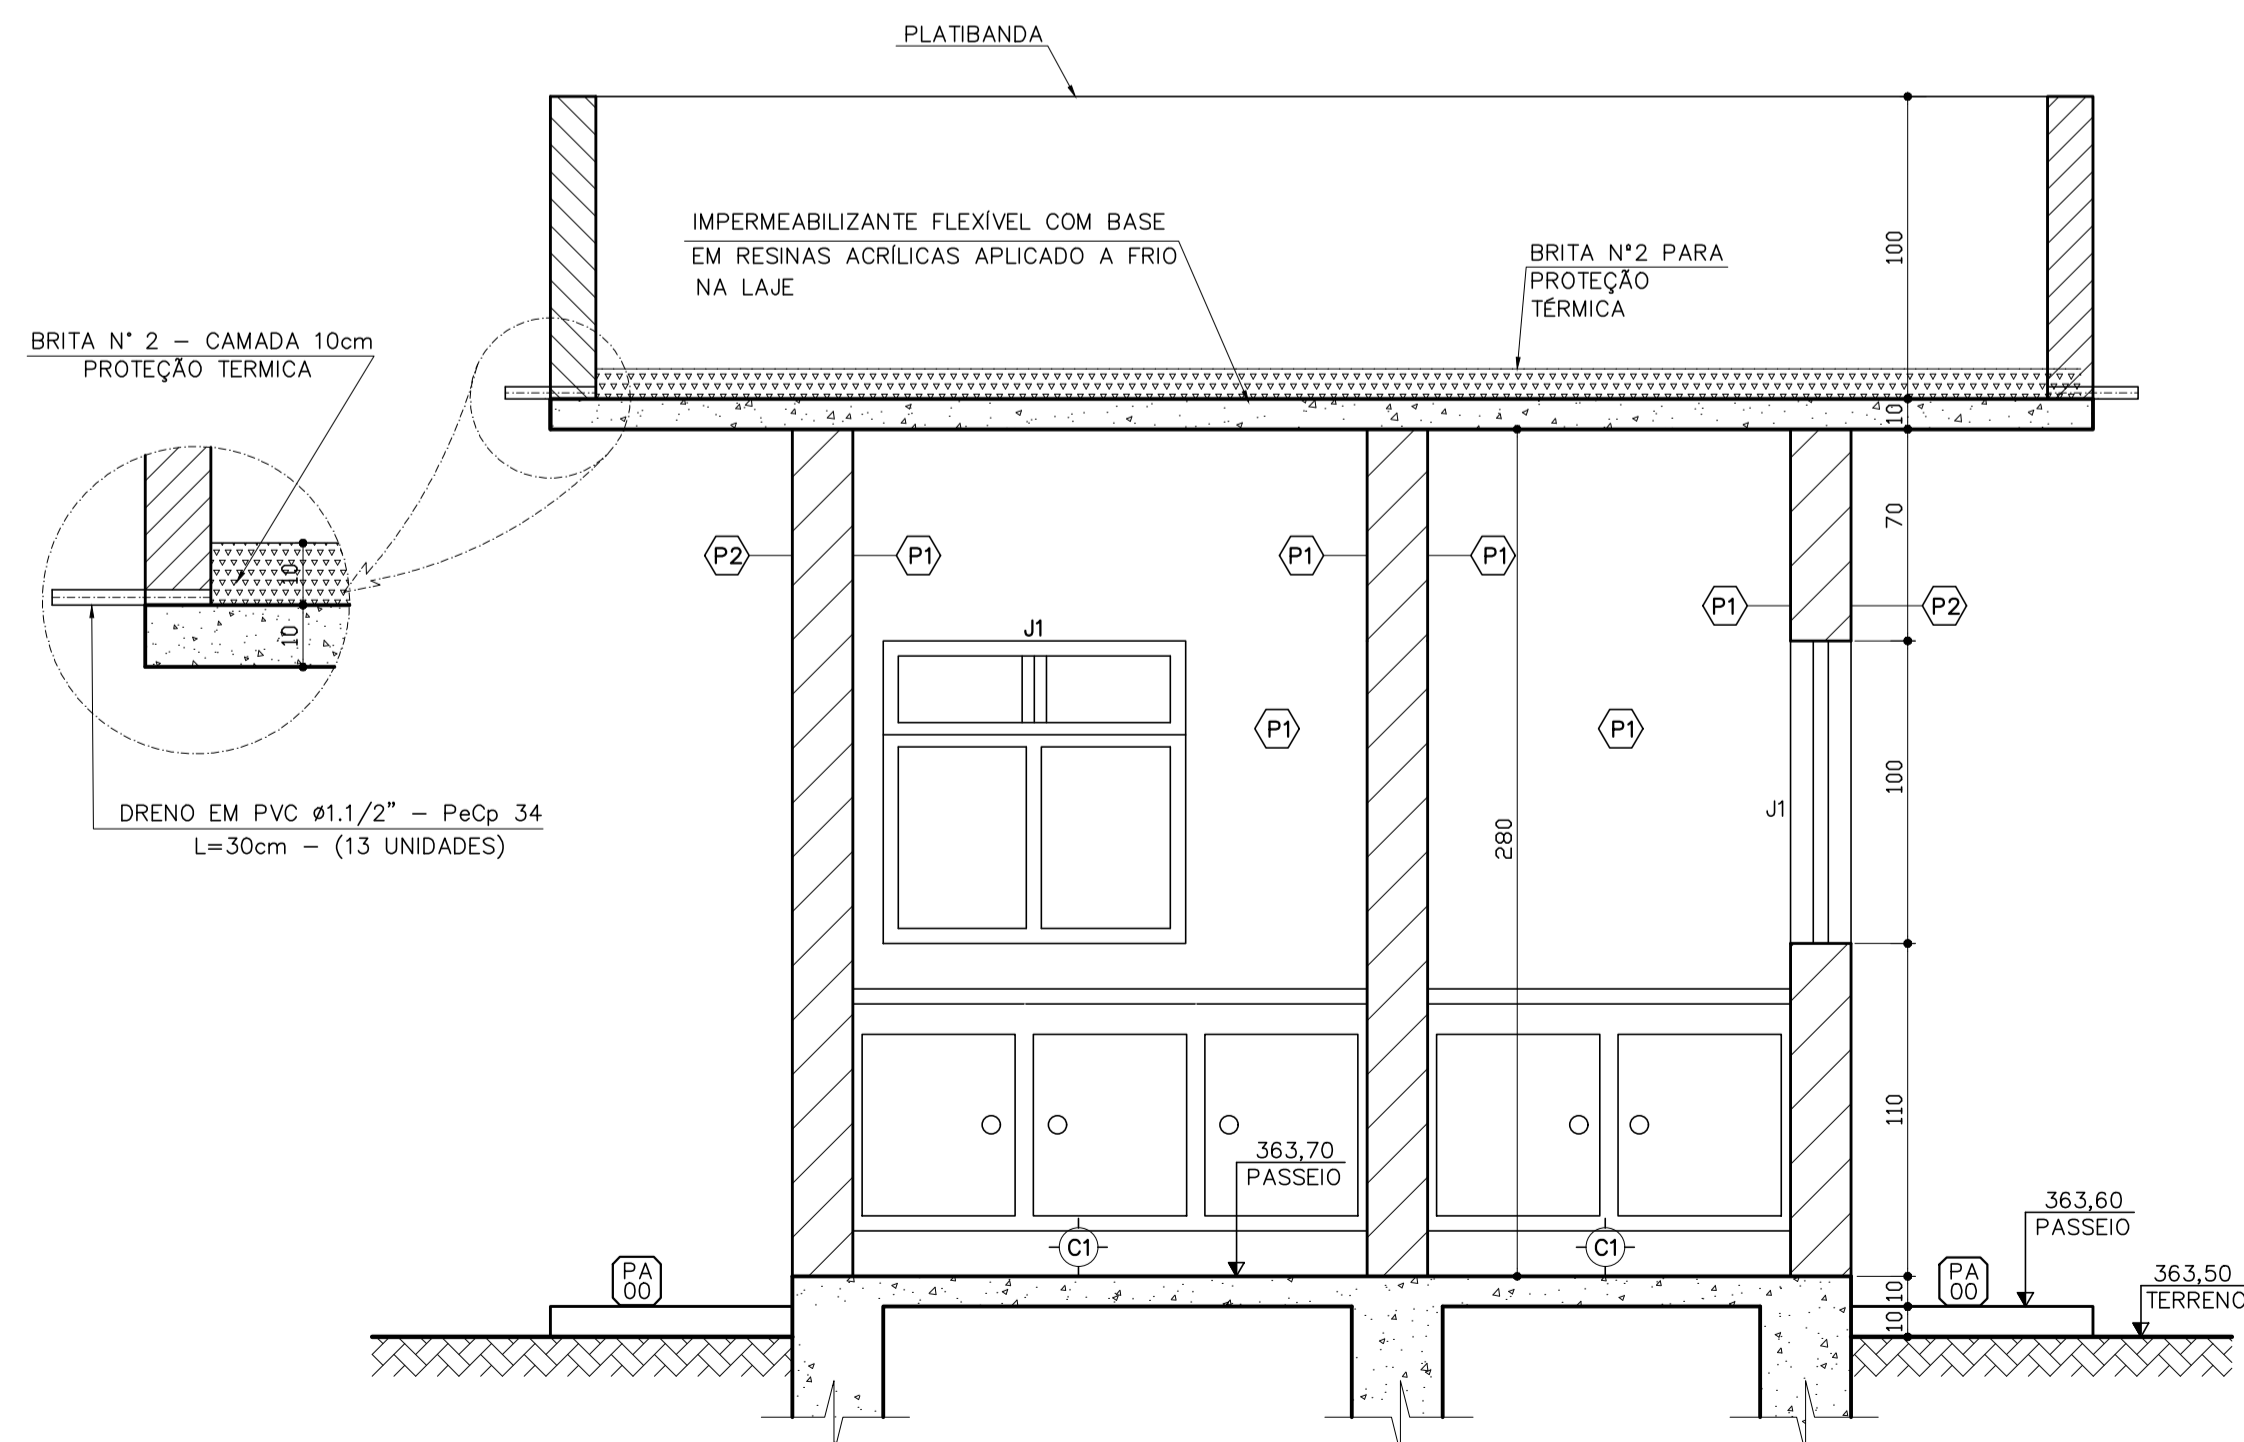 PLATIBANDA
IMPERMEABILIZANTE FLEXÍVEL COM BASE
EM RESINAS ACRÍLICAS APLICADO A FRIO
NA LAJE
BRITA N°2 PARA
PROTEÇÃO
TÉRMICA
100
BRITA N° 2 – CAMADA 10cm
PROTEÇÃO TERMICA
10
10
10
DRENO EM PVC ø1.1/2" – PeCp 34
L=30cm – (13 UNIDADES)
70
P2
P1
P1
P1
P1
P2
J1
P1
P1
J1
100
280
110
363,70
PASSEIO
C1
C1
PA
00
PA
00
363,60
PASSEIO
363,50
TERRENO
10
10